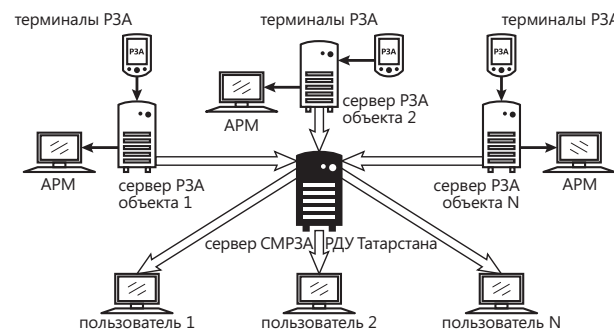 терминалы РЗА
терминалы РЗА
терминалы РЗА
РЗА
РЗА
РЗА
АРМ
сервер РЗА
объекта 2
АРМ
сервер РЗА
объекта 1
сервер РЗА
объекта N
АРМ
сервер СМРЗА РДУ Татарстана
пользователь 1
пользователь 2
пользователь N